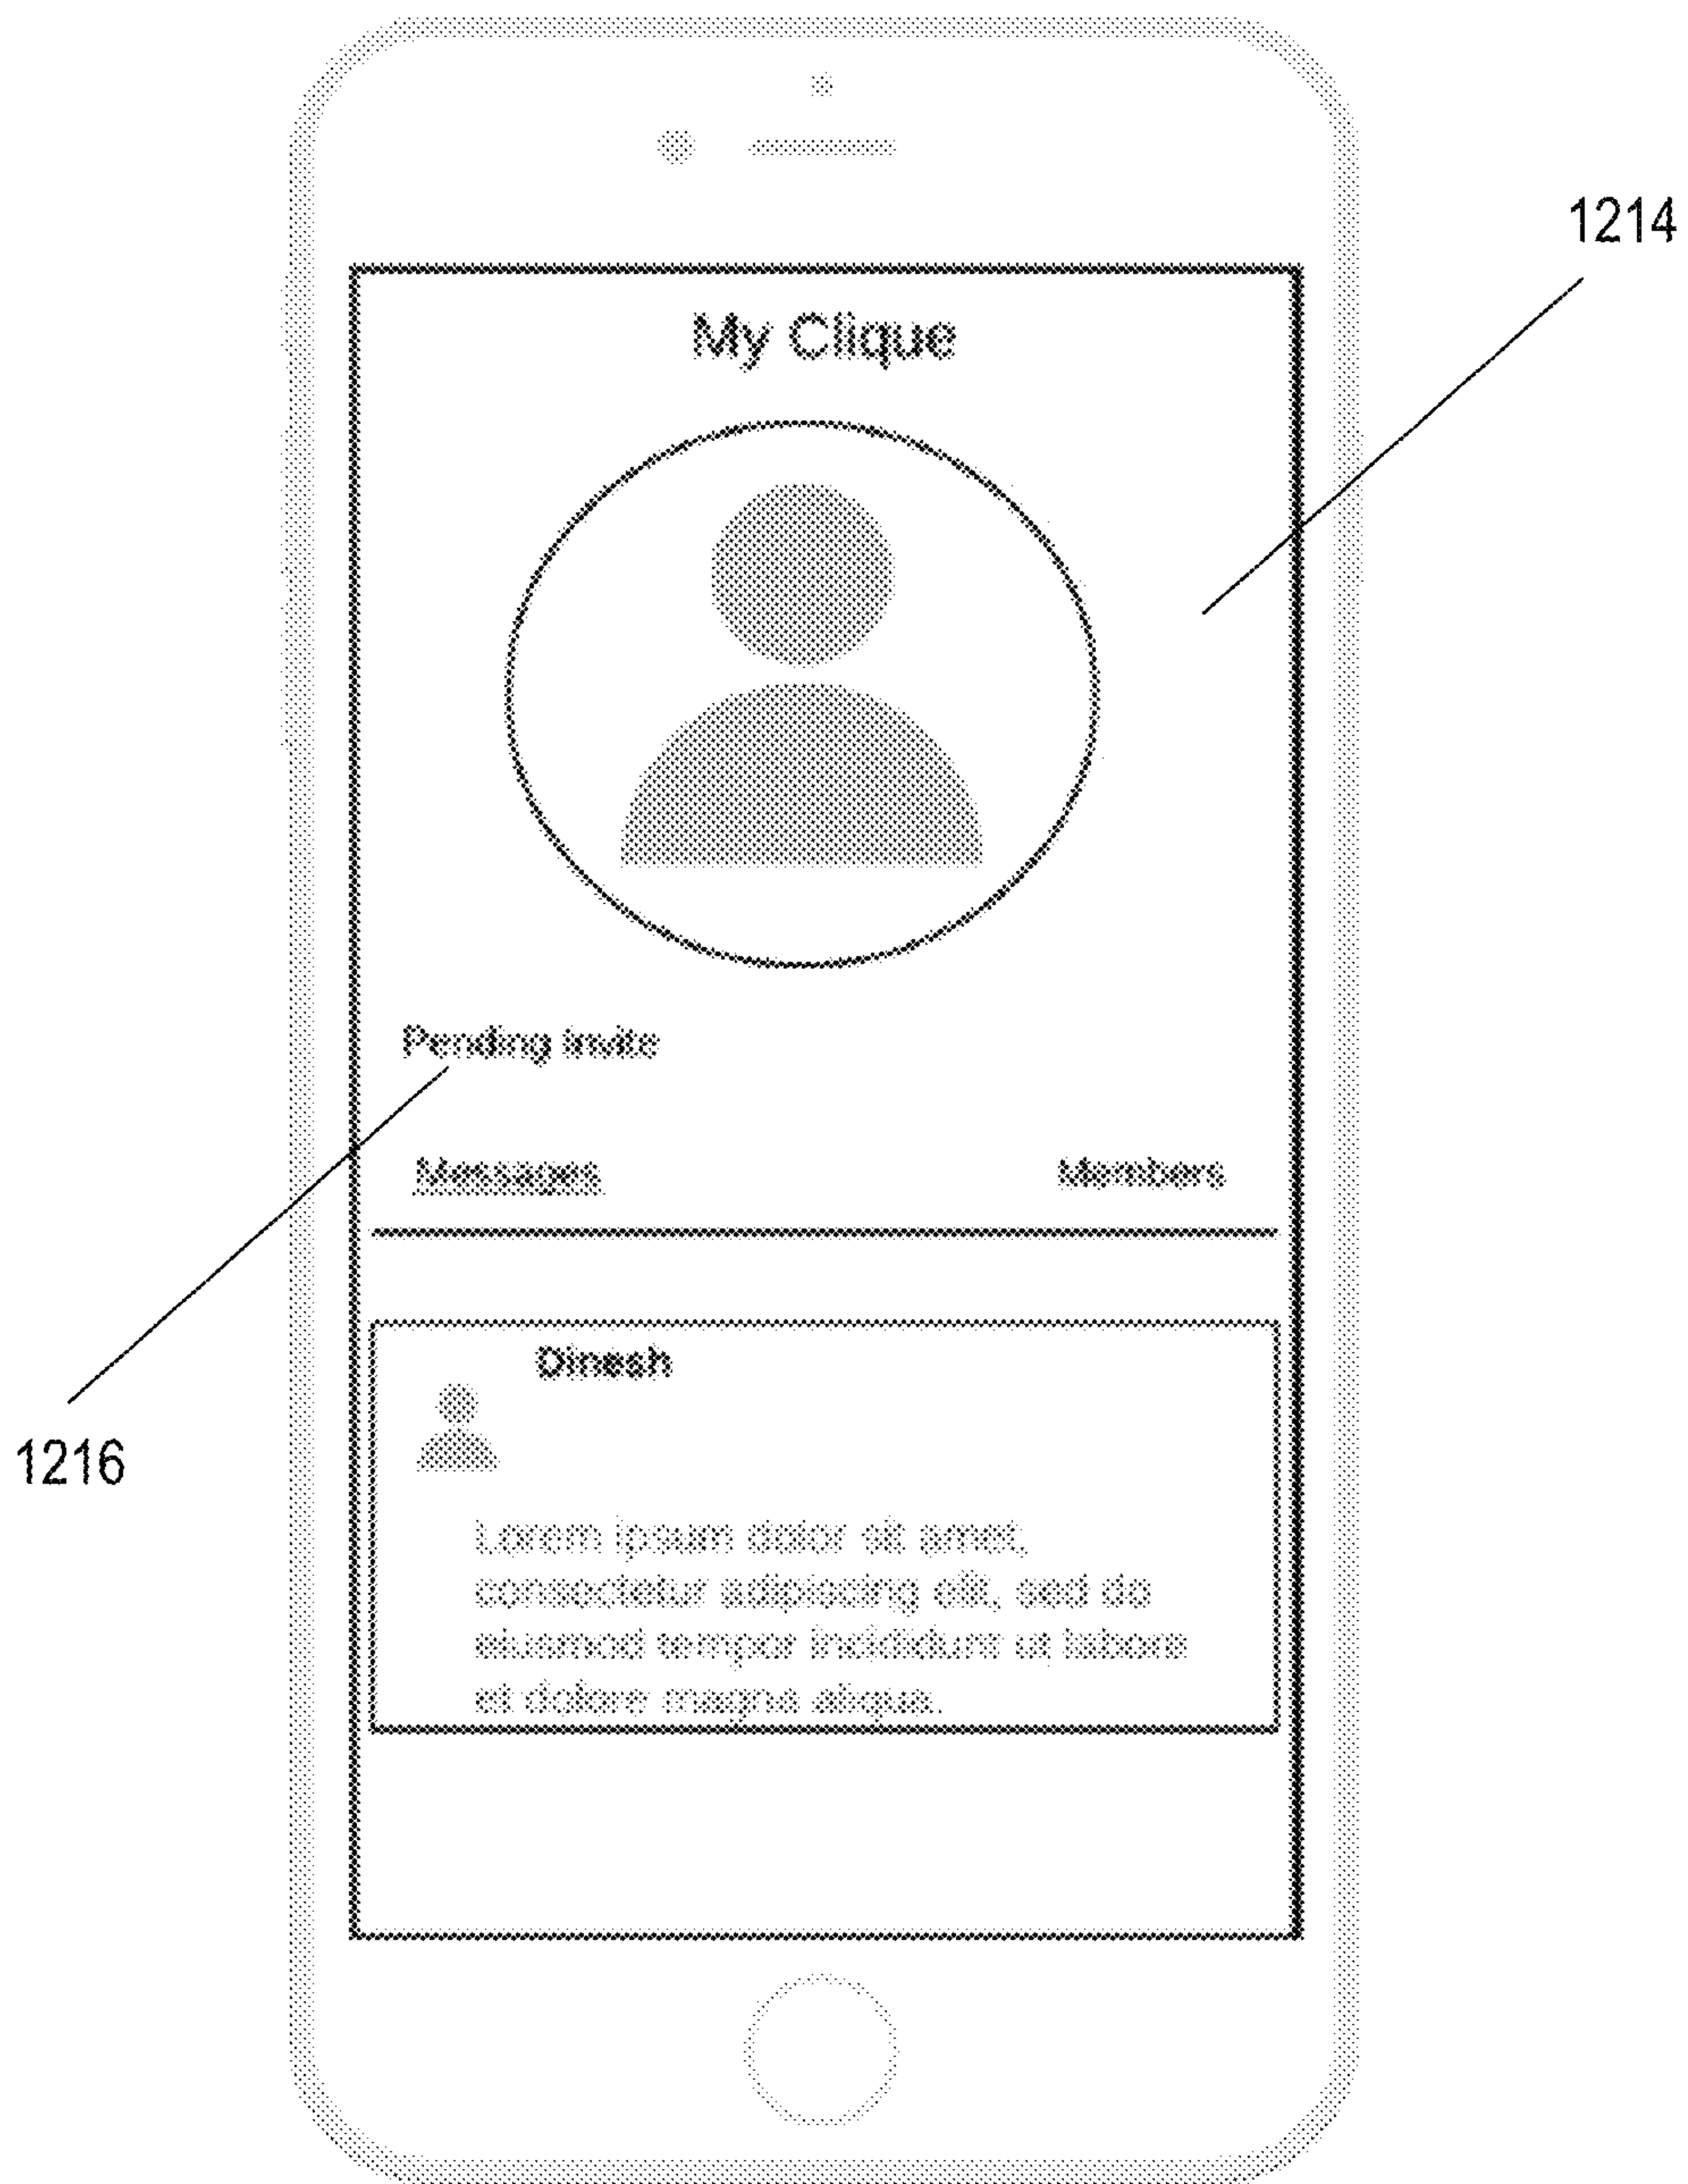 1214
My Clique
Pending invite
Messages
Members
Dinesh
Lorem ipsum dolor sit amet,
consectetur adipiscing elit, sed do
eiusmod tempor incididunt ut labore
et dolore magna aliqua.
1216